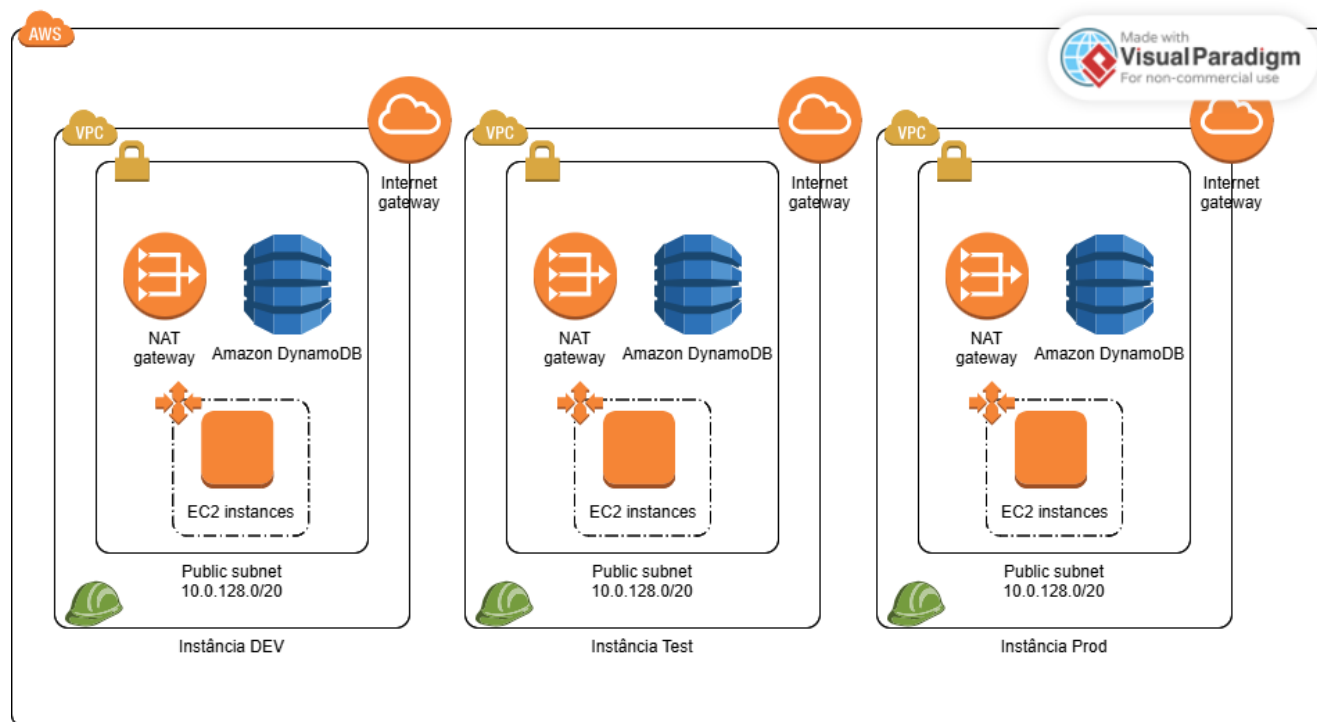 AWS
Made with
Visual Paradigm
For non-commercial use
VPC
Internet
gateway
NAT
gateway
Amazon DynamoDB
EC2 instances
Public subnet
10.0.128.0/20
Instância DEV
VPC
Internet
gateway
NAT
gateway
Amazon DynamoDB
EC2 instances
Public subnet
10.0.128.0/20
Instância Test
VPC
Internet
gateway
NAT
gateway
Amazon DynamoDB
EC2 instances
Public subnet
10.0.128.0/20
Instância Prod